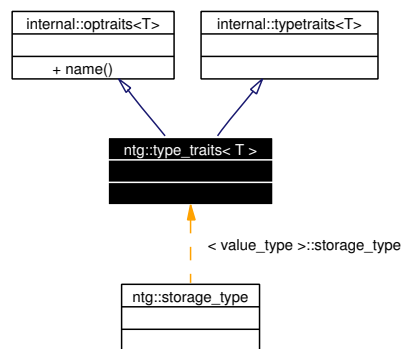 internal::optraits<T>
internal::typetraits<T>
+ name()
ntg::type_traits< T >
< value_type >::storage_type
ntg::storage_type